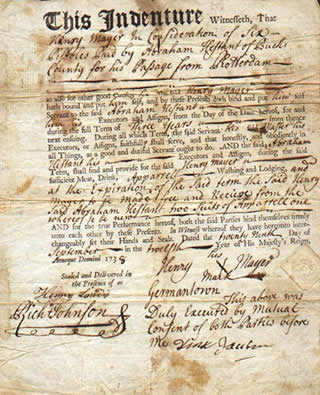 This Indenture Witnesseth, That
Henry Mayer In Consideration of Six
Pistoles Paid by Abraham Hestant of Bucks
County for his Passage from Rotterdam
as also for other good Causes he the said Henry Mayer
hath bound and put him self, and by these Presents doth bind and put him self
Servant to the said Abraham Hestant
his Executors and Assigns, from the Day of the Date hereof, for and
during the full Term of Three Years from thence
next ensuing. During all which Term, the said Servant his said Master his
Executors, or Assigns, faithfully shall serve, and that honestly and obediently in
all Things, as a good and dutiful Servant ought to do. AND the said Abraham
Hestant his Executors and Assigns, during the said
Term, shall find and provide for the said Henry Mayer
sufficient Meat, Drink, Apparrel, Washing and Lodging, and
at the Expiration of the Said term the said Henry
Mayer to be made free and Receive from the
Said Abraham Hestant two Suits of Apparrell one
whereof to be new
AND for the true Performance hereof, both the said Parties bind themselves firmly
unto each other by these Presents. In Witness whereof they have hereunto inter-
changeably set their Hands and Seals. Dated the Day of
September in the twelfth Year of His Majesty's Reign,
Annoque Domini 1738
his
Henry Mayer
Mark
Sealed and Delivered in
the Presence of us
Henry
Rich Johnson
Germantown
This above was
Duly Executed by Mutual
Consent of both the Parties before
me